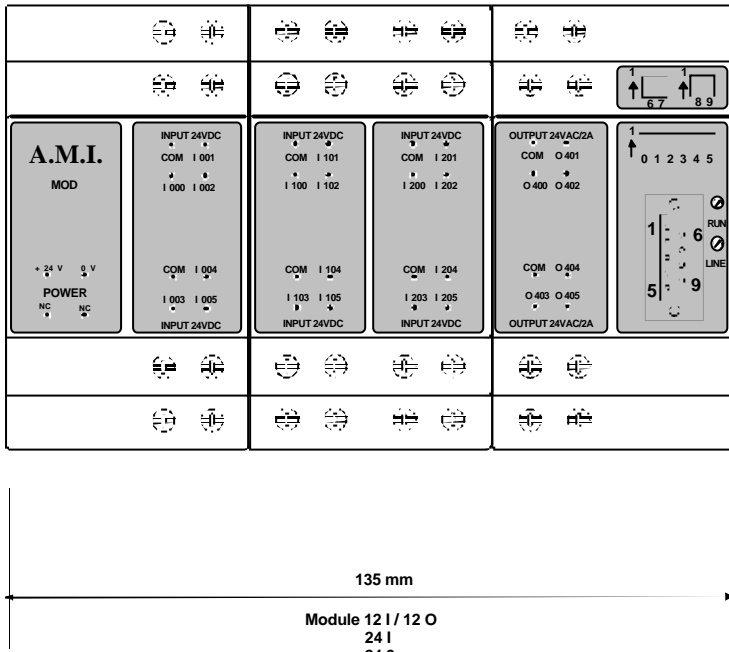 1 1
6 7 8 9
INPUT 24VDC INPUT 24VDC INPUT 24VDC OUTPUT 24VAC/2A 1
A.M.I. COM I 001 COM I 101 COM I 201 COM O 401 0 1 2 3 4 5
MOD I 000 I 002 I 100 I 102 I 200 I 202 O 400 O 402
RUN
1 6
LINE
+ 24 V 0 V COM I 004 COM I 104 COM I 204 COM O 404
POWER 5 9
NC NC I 003 I 005 I 103 I 105 I 203 I 205 O 403 O 405
INPUT 24VDC INPUT 24VDC INPUT 24VDC OUTPUT 24VAC/2A
135 mm
Module 12 I / 12 O
24 I